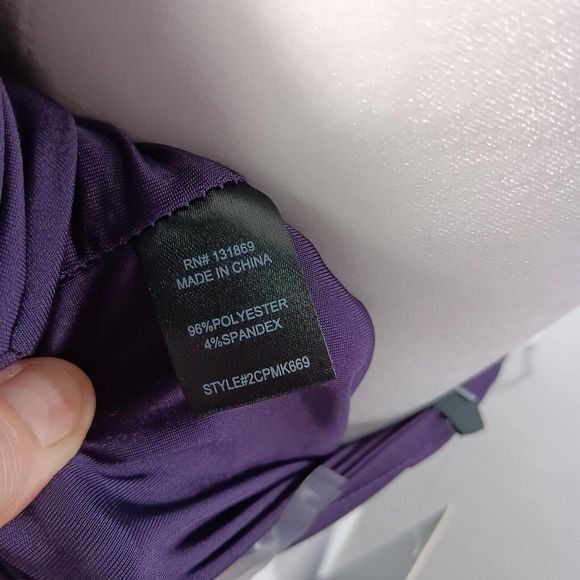 RN# 131869
MADE IN CHINA
96%POLYESTER
4%SPANDEX
STYLE#2CPMK669